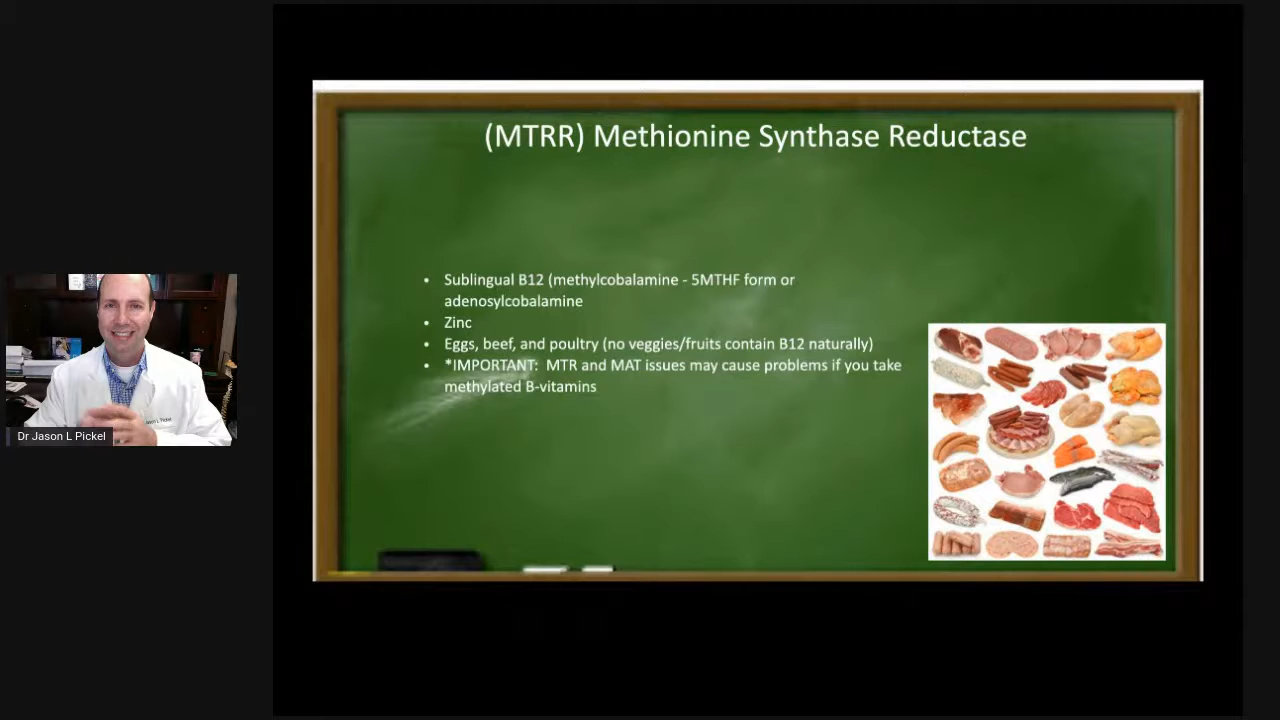 (MTRR) Methionine Synthase Reductase
• Sublingual B12 (methylcobalamine - 5MTHF form or
adenosylcobalamine
• Zinc
• Eggs, beef, and poultry (no veggies/fruits contain B12 naturally)
• *IMPORTANT: MTR and MAT issues may cause problems if you take
methylated B-vitamins
Dr Jason L Pickel